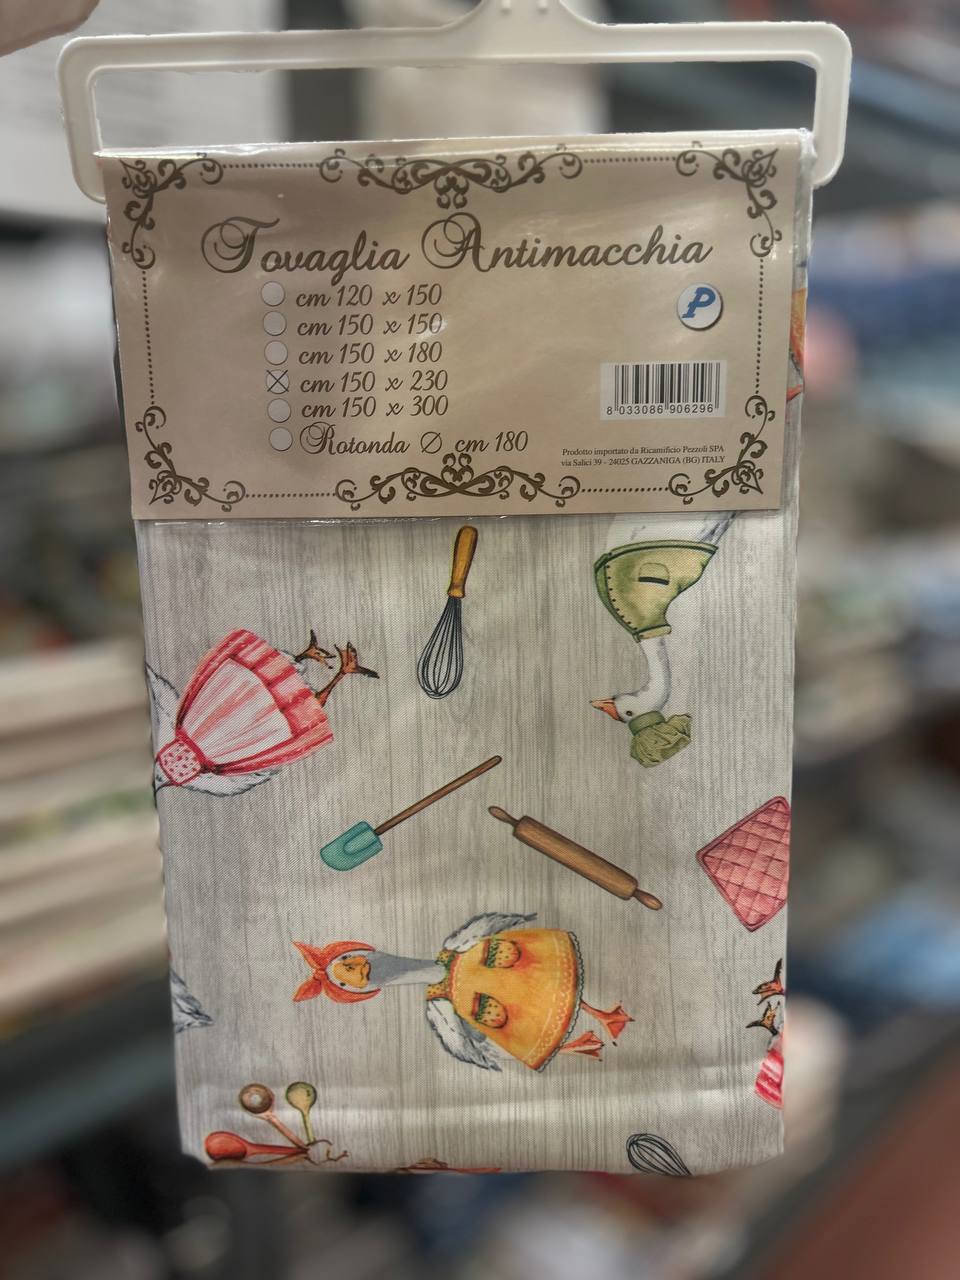 Tovaglia Antimacchia
cm 120 x 150
cm 150 x 150
cm 150 x 180
cm 150 x 230
cm 150 x 300
Rotonda Ø cm 180
P
8 033086 906296
Prodotto importato da Ricamificio Pezzoli SPA
via Salici 39 - 24025 GAZZANIGA (BG) ITALY